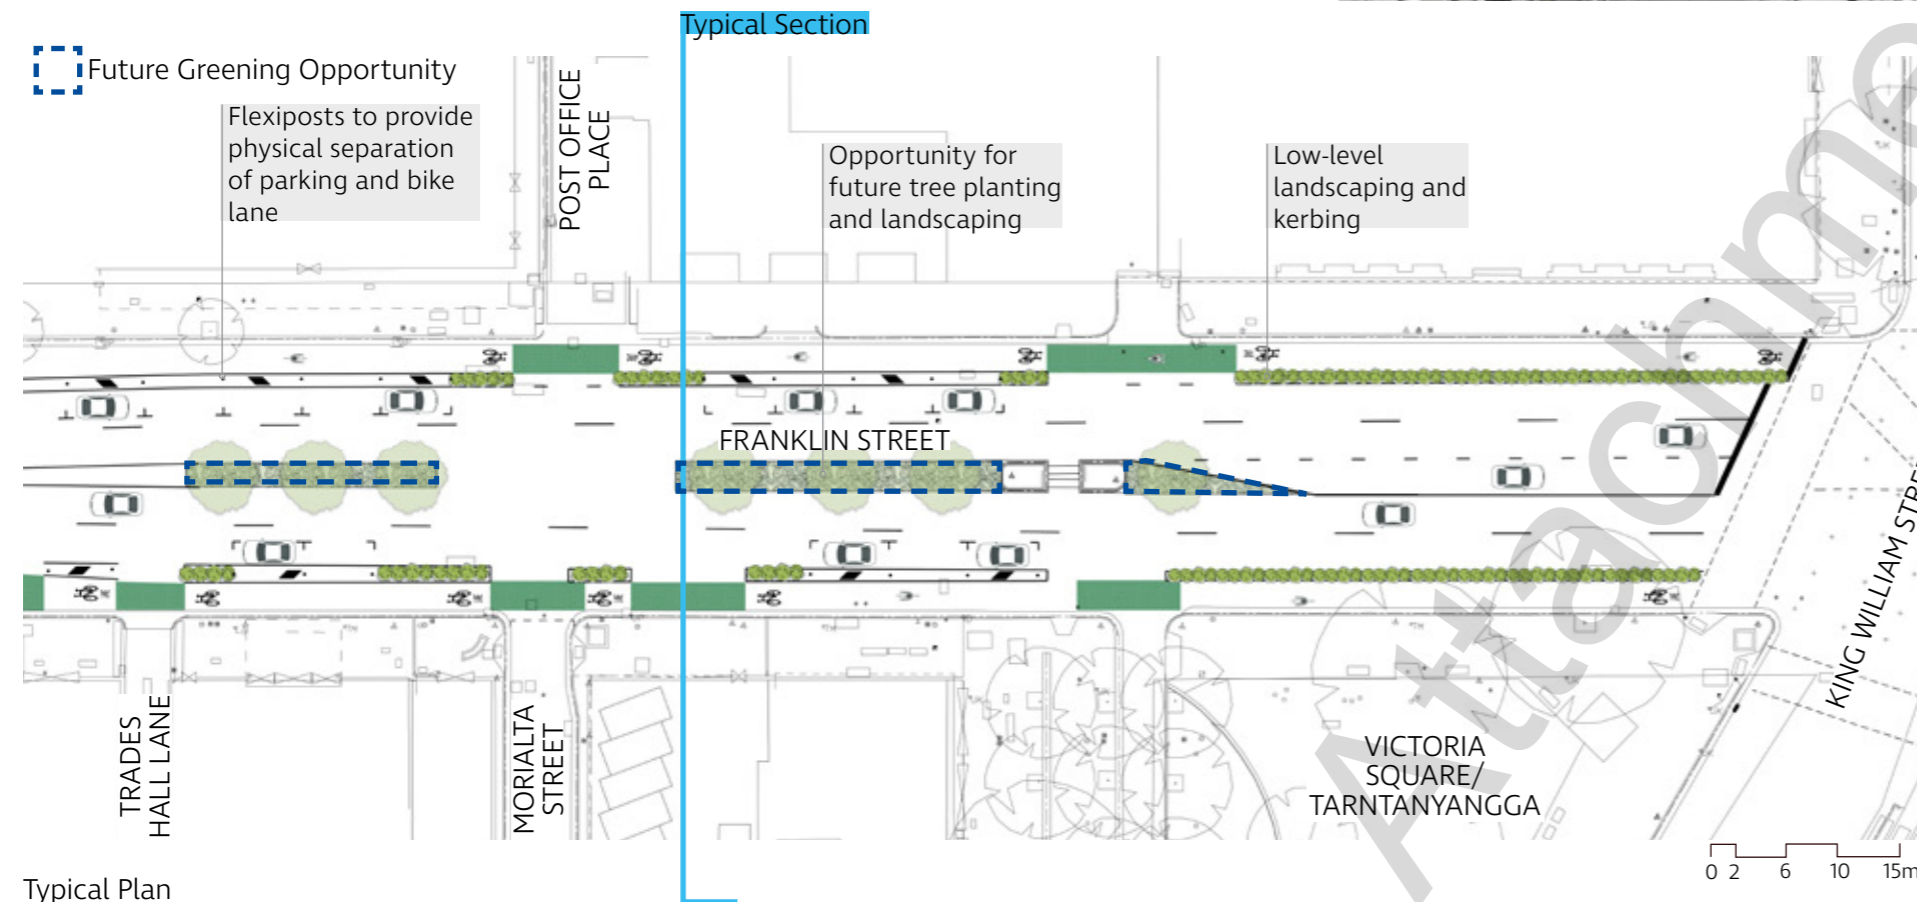 Typical Section
Future Greening Opportunity
Flexiposts to provide
physical separation
of parking and bike
lane
POST OFFICE
PLACE
Opportunity for
future tree planting
and landscaping
Low-level
landscaping and
kerbing
FRANKLIN STREET
TRADES
HALL LANE
MORIALTA
STREET
VICTORIA
SQUARE/
TARNTANYANGGA
KING WILLIAM STRE
Attachme
0 2 6 10 15m
Typical Plan